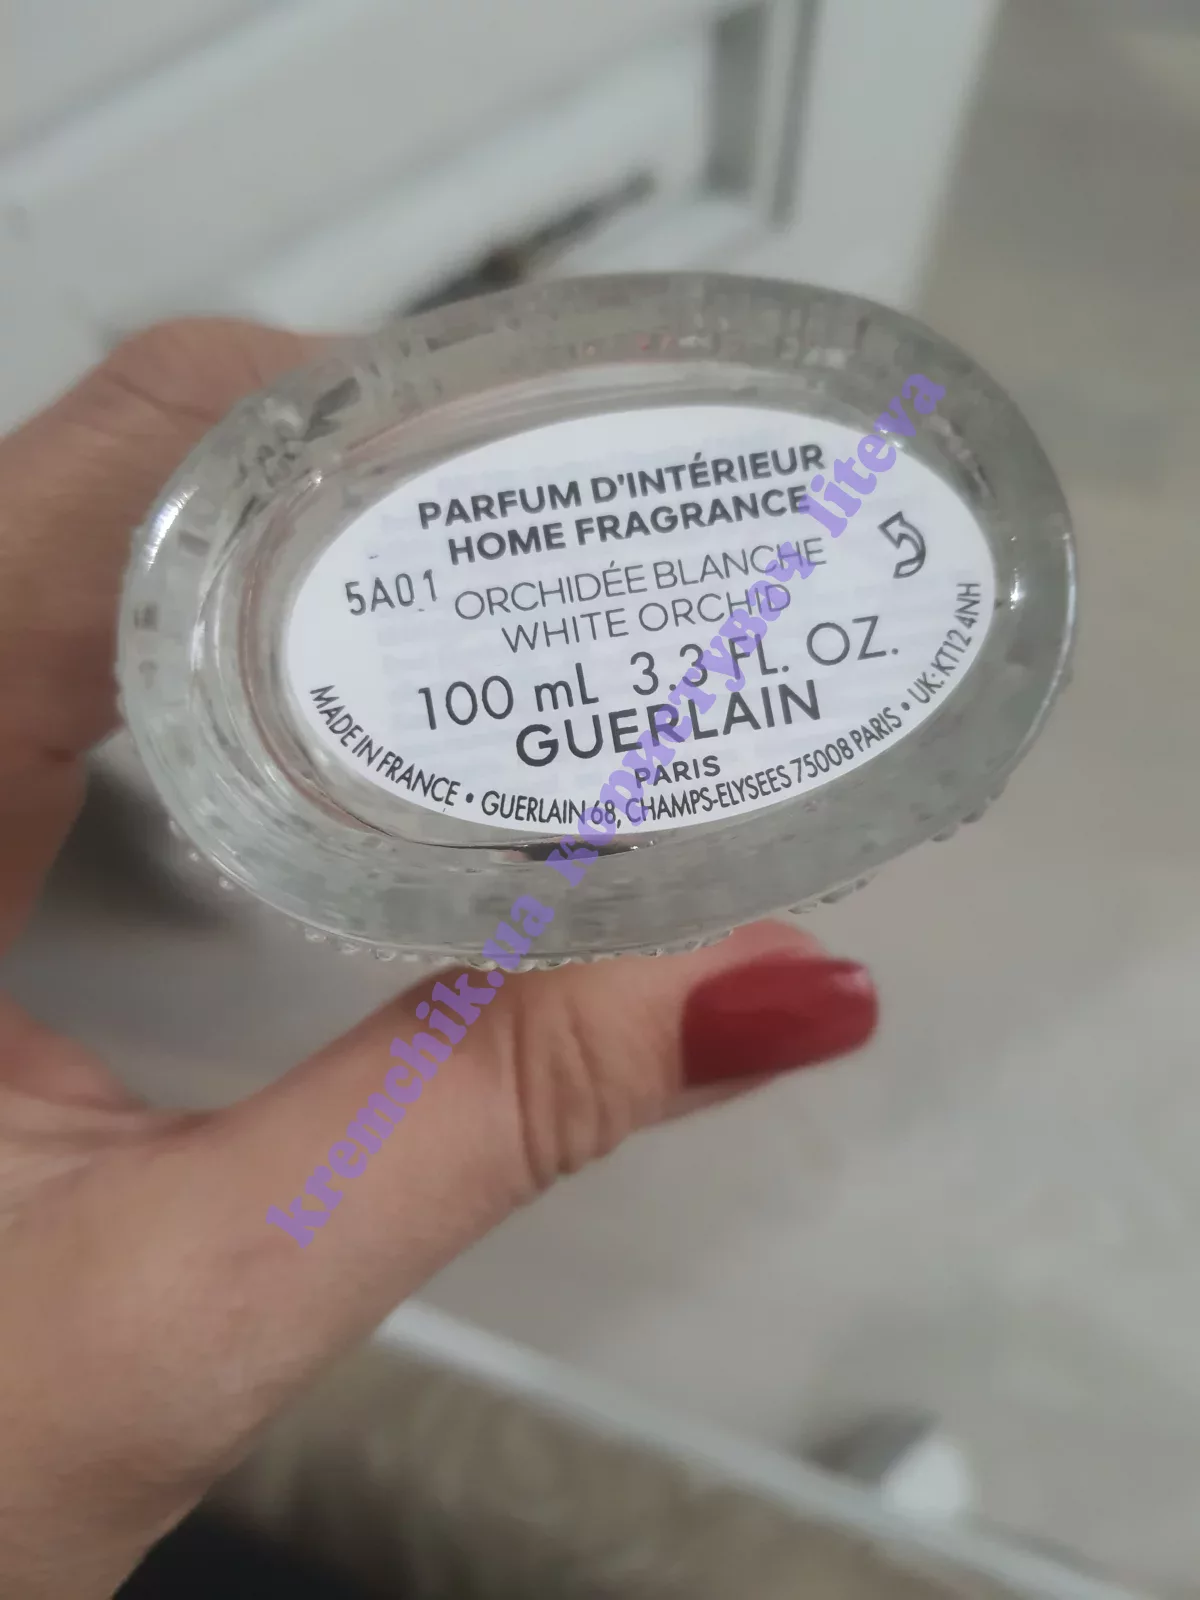 PARFUM D'INTÉRIEUR
HOME FRAGRANCE
5A01
ORCHIDÉE BLANCHE
WHITE ORCHID
100 mL 3.3 FL. OZ.
GUERLAIN
PARIS
MADE IN FRANCE • GUERLAIN 68, CHAMPS-ELYSEES 75008 PARIS • UK: KT12 4NH
kremchik.ua користувач liteva